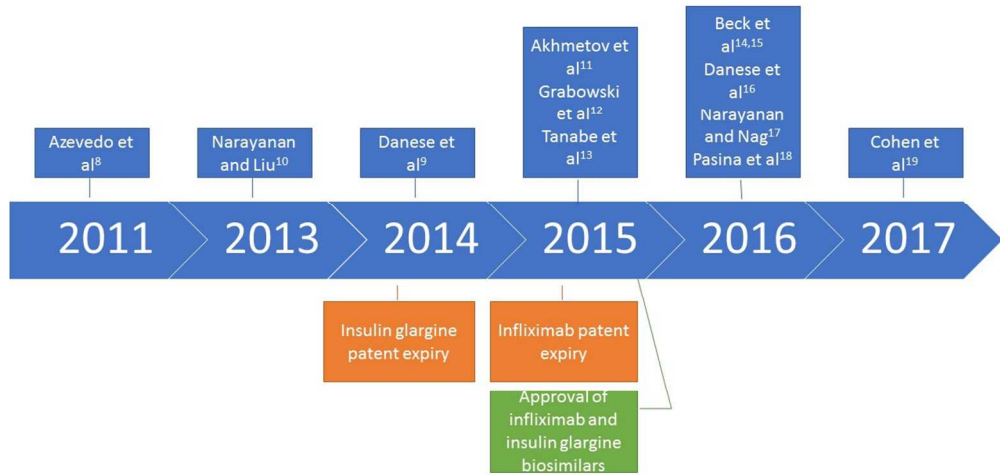 Azevedo et
al⁸
Narayanan
and Liu¹⁰
Danese et
al⁹
Akhmetov et
al¹¹
Grabowski
et al¹²
Tanabe et
al¹³
Beck et
al¹⁴,¹⁵
Danese et
al¹⁶
Narayanan
and Nag¹⁷
Pasina et al¹⁸
Cohen et
al¹⁹
2011
2013
2014
2015
2016
2017
Insulin glargine
patent expiry
Infliximab patent
expiry
Approval of
infliximab and
insulin glargine
biosimilars